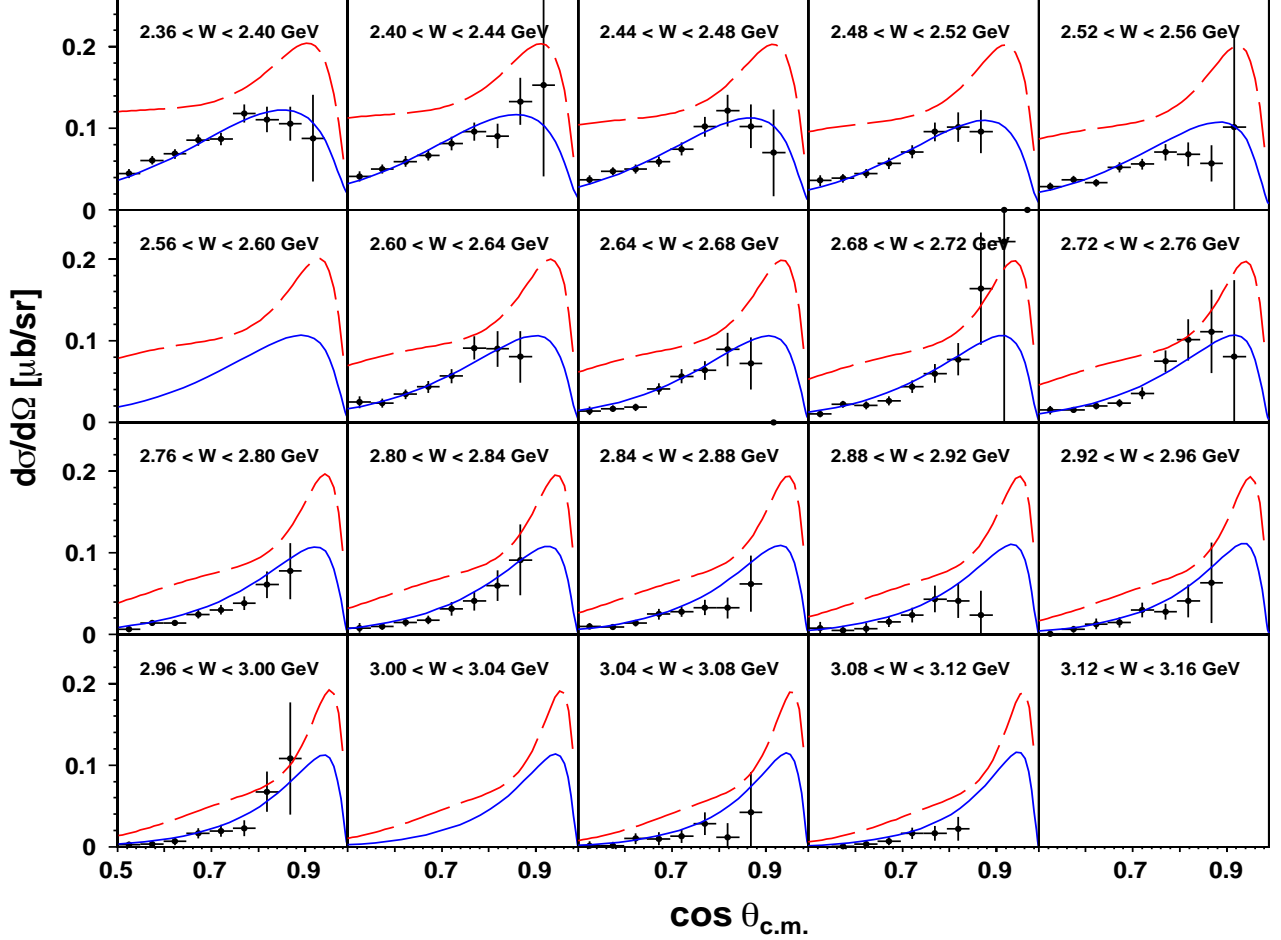 2.36 < W < 2.40 GeV
2.40 < W < 2.44 GeV
2.44 < W < 2.48 GeV
2.48 < W < 2.52 GeV
2.52 < W < 2.56 GeV
0.2
0.1
0
2.56 < W < 2.60 GeV
2.60 < W < 2.64 GeV
2.64 < W < 2.68 GeV
2.68 < W < 2.72 GeV
2.72 < W < 2.76 GeV
0.2
0.1
0
dσ/dΩ [μb/sr]
2.76 < W < 2.80 GeV
2.80 < W < 2.84 GeV
2.84 < W < 2.88 GeV
2.88 < W < 2.92 GeV
2.92 < W < 2.96 GeV
0.2
0.1
0
2.96 < W < 3.00 GeV
3.00 < W < 3.04 GeV
3.04 < W < 3.08 GeV
3.08 < W < 3.12 GeV
3.12 < W < 3.16 GeV
0.2
0.1
0
0.5 0.7 0.9 0.7 0.9 0.7 0.9 0.7 0.9 0.7 0.9
cos θc.m.